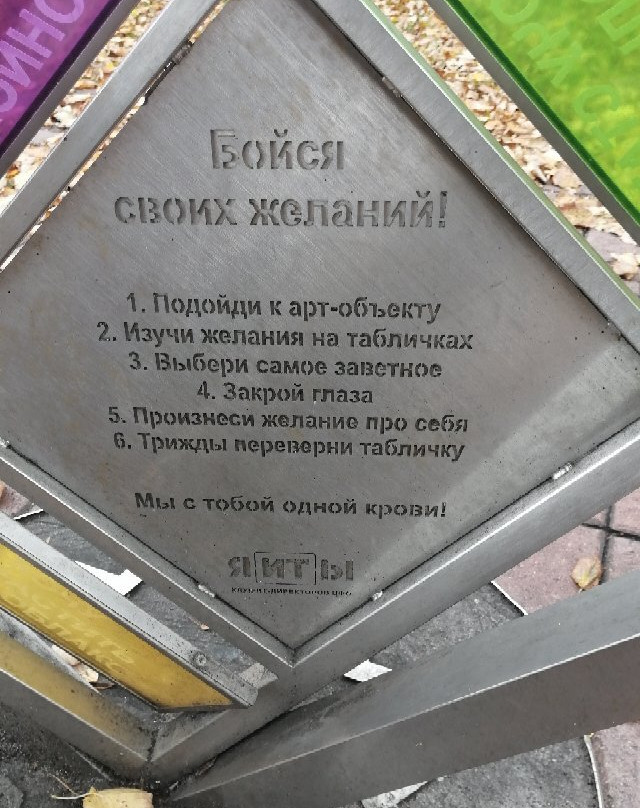 Бойся
своих желаний!
1. Подойди к арт-объекту
2. Изучи желания на табличках
3. Выбери самое заветное
4. Закрой глаза
5. Произнеси желание про себя
6. Трижды переверни табличку
Мы с тобой одной крови!
ЯИТЫ